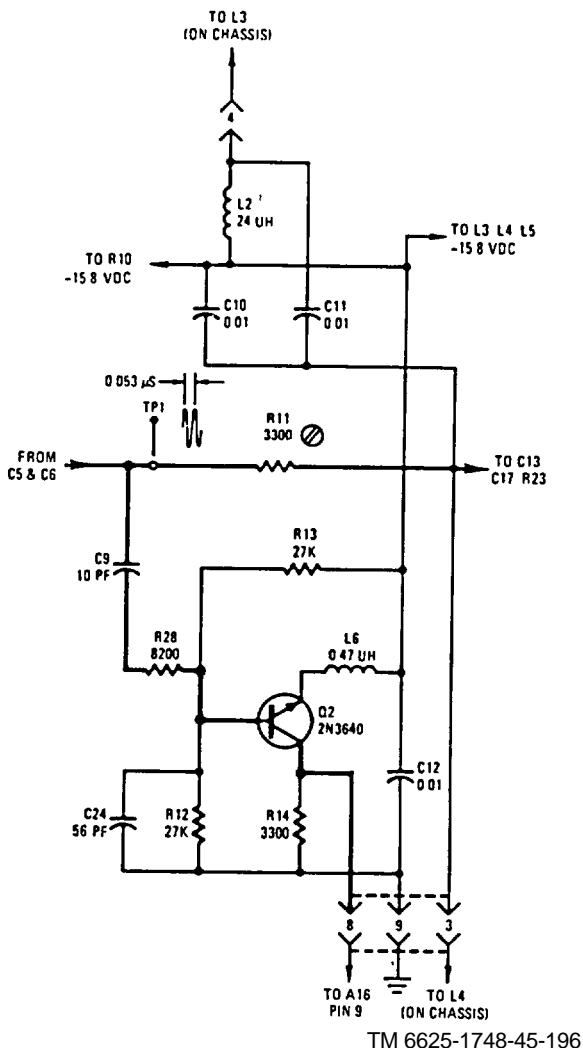 TO L3
(ON CHASSIS)
4
L2
24 UH
TO L3 L4 L5
-15 8 VDC
TO R10
-15 8 VDC
C10
0 01
C11
0 01
0 053 µS
TP1
R11
3300
FROM
C5 & C6
TO C13
C17 R23
R13
27K
C9
10 PF
R28
8200
L6
0 47 UH
Q2
2N3640
C12
0 01
C24
56 PF
R12
27K
R14
3300
8
9
3
TO A16
PIN 9
TO L4
(ON CHASSIS)
TM 6625-1748-45-196